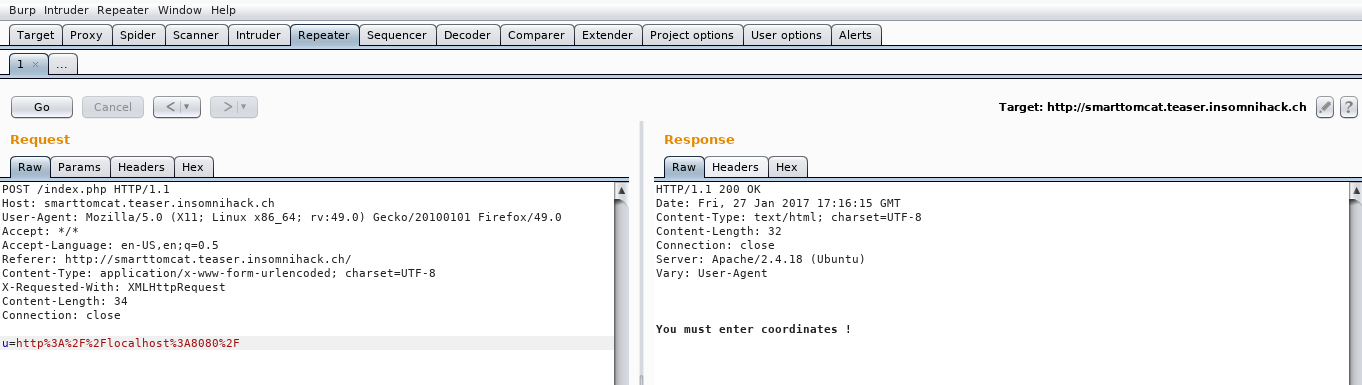 Burp Intruder Repeater Window Help
Target Proxy Spider Scanner Intruder Repeater Sequencer Decoder Comparer Extender Project options User options Alerts
1 × ...
Go Cancel < ▼ > ▼ Target: http://smarttomcat.teaser.insomnihack.ch ?
Request
Raw Params Headers Hex
POST /index.php HTTP/1.1
Host: smarttomcat.teaser.insomnihack.ch
User-Agent: Mozilla/5.0 (X11; Linux x86_64; rv:49.0) Gecko/20100101 Firefox/49.0
Accept: */*
Accept-Language: en-US,en;q=0.5
Referer: http://smarttomcat.teaser.insomnihack.ch/
Content-Type: application/x-www-form-urlencoded; charset=UTF-8
X-Requested-With: XMLHttpRequest
Content-Length: 34
Connection: close
u=http%3A%2F%2Flocalhost%3A8080%2F
Response
Raw Headers Hex
HTTP/1.1 200 OK
Date: Fri, 27 Jan 2017 17:16:15 GMT
Content-Type: text/html; charset=UTF-8
Content-Length: 32
Connection: close
Server: Apache/2.4.18 (Ubuntu)
Vary: User-Agent
You must enter coordinates !